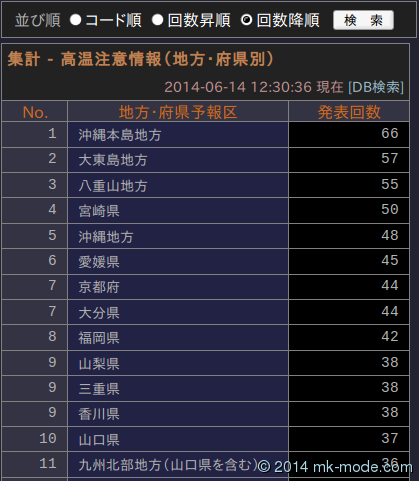 並び順 コード順 回数昇順 回数降順 検 索
集計 - 高温注意情報(地方・府県別)
2014-06-14 12:30:36 現在 [DB検索]
No. 地方・府県予報区 発表回数
1 沖縄本島地方 66
2 大東島地方 57
3 八重山地方 55
4 宮崎県 50
5 沖縄地方 48
6 愛媛県 45
7 京都府 44
7 大分県 44
8 福岡県 42
9 山梨県 38
9 三重県 38
9 香川県 38
10 山口県 37
11 九州北部地方(山口県を含む) 36
© 2014 mk-mode.com